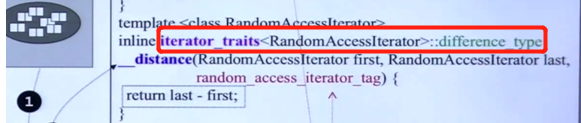 }
template <class RandomAccessIterator>
inline iterator_traits<RandomAccessIterator>::difference_type
__distance(RandomAccessIterator first, RandomAccessIterator last,
random_access_iterator_tag) {
return last - first;
}
1